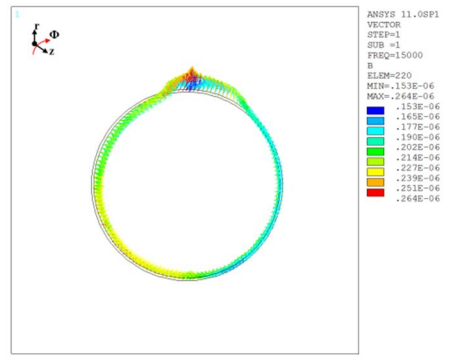 1
r
Φ
z
ANSYS 11.0SP1
VECTOR
STEP=1
SUB =1
FREQ=15000
B
ELEM=220
MIN=.153E-06
MAX=.264E-06
.153E-06
.165E-06
.177E-06
.190E-06
.202E-06
.214E-06
.227E-06
.239E-06
.251E-06
.264E-06